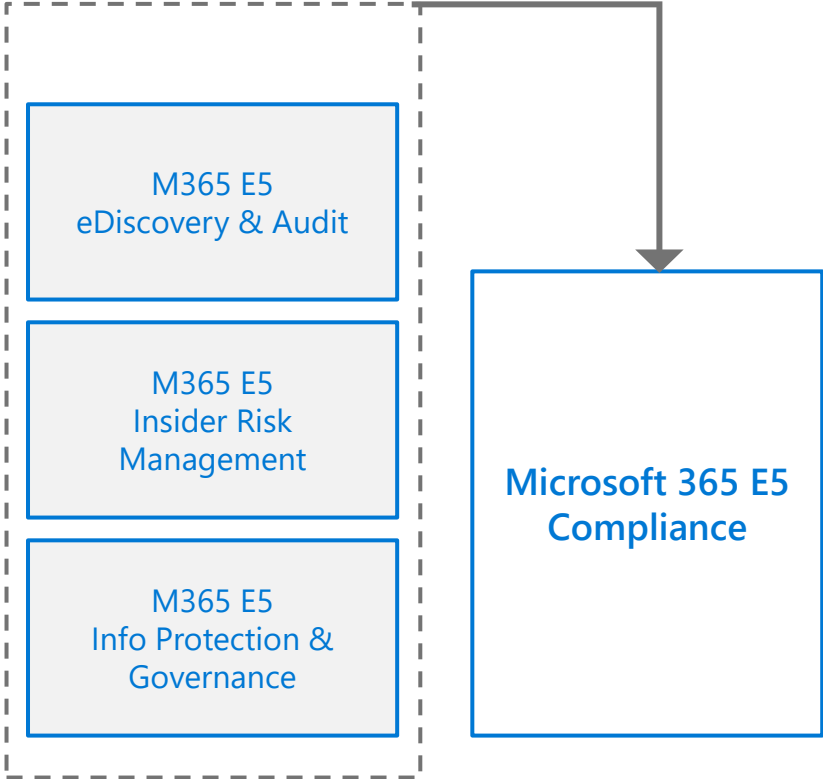 M365 E5
eDiscovery & Audit
M365 E5
Insider Risk
Management
M365 E5
Info Protection &
Governance
Microsoft 365 E5
Compliance